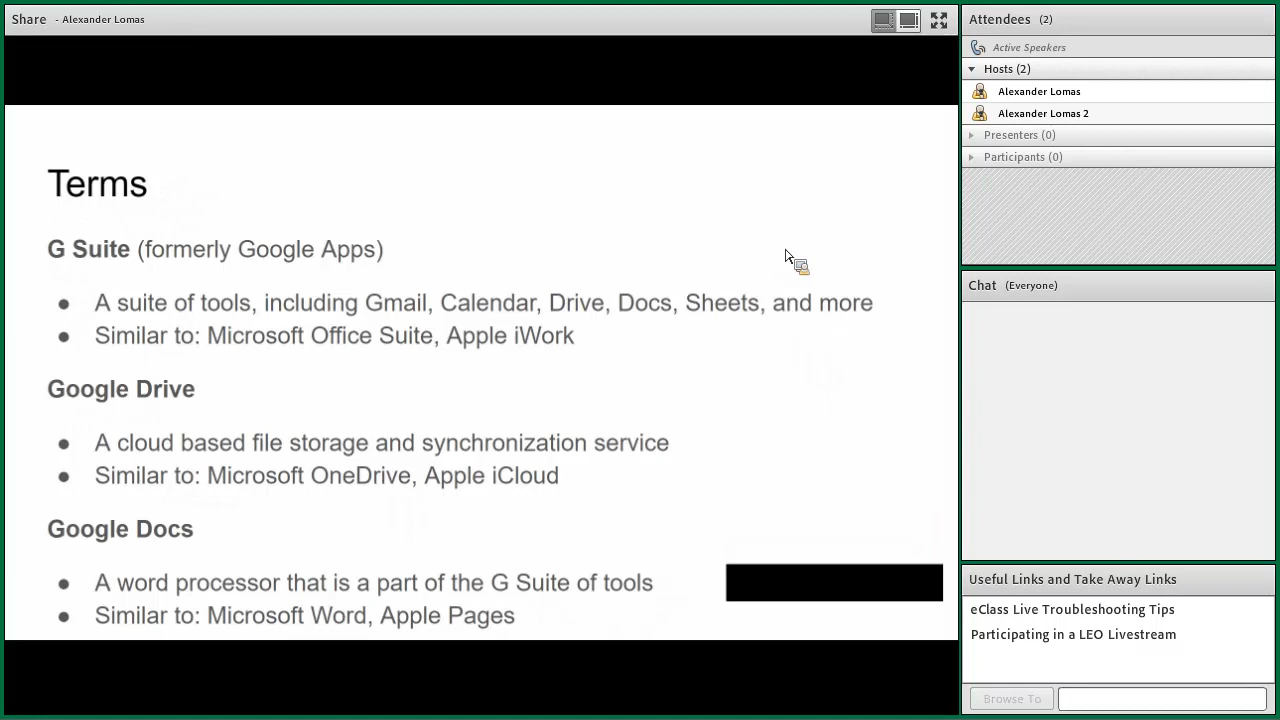 Share - Alexander Lomas
Terms
G Suite (formerly Google Apps)
● A suite of tools, including Gmail, Calendar, Drive, Docs, Sheets, and more
● Similar to: Microsoft Office Suite, Apple iWork
Google Drive
● A cloud based file storage and synchronization service
● Similar to: Microsoft OneDrive, Apple iCloud
Google Docs
● A word processor that is a part of the G Suite of tools
● Similar to: Microsoft Word, Apple Pages
Attendees (2)
Active Speakers
Hosts (2)
Alexander Lomas
Alexander Lomas 2
Presenters (0)
Participants (0)
Chat (Everyone)
Useful Links and Take Away Links
eClass Live Troubleshooting Tips
Participating in a LEO Livestream
Browse To